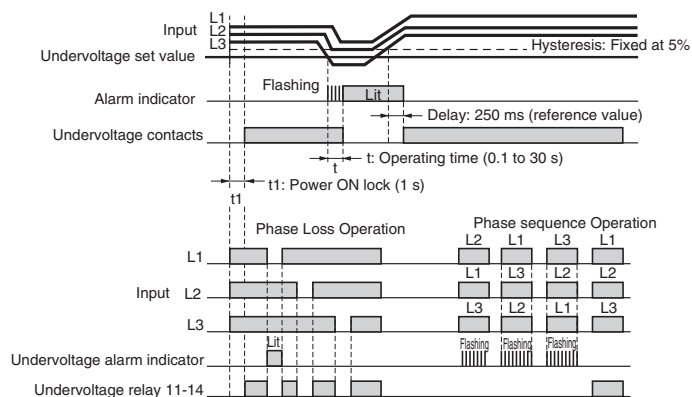 L1
Input L2
L3
Hysteresis: Fixed at 5%
Undervoltage set value
Flashing
Alarm indicator
Lit
Delay: 250 ms (reference value)
Undervoltage contacts
t: Operating time (0.1 to 30 s)
t
t1: Power ON lock (1 s)
t1
Phase Loss Operation
Phase sequence Operation
L1 L2 L1 L3 L1
Input L2 L1 L3 L2 L2
L3 L3 L2 L1 L3
Lit Flashing Flashing Flashing
Undervoltage alarm indicator
Undervoltage relay 11-14